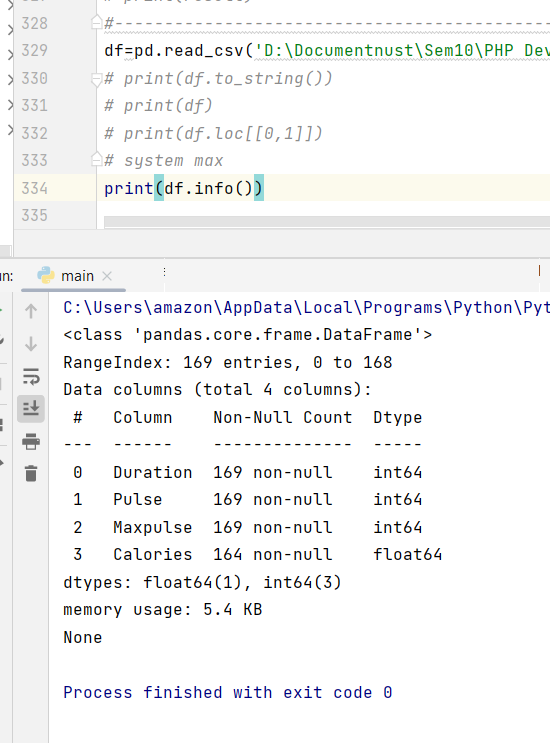 328 #--------------------------------------------
329 df=pd.read_csv('D:\Documentnust\Sem10\PHP Dev
330 # print(df.to_string())
331 # print(df)
332 # print(df.loc[[0,1]])
333 # system max
334 print(df.info())
335
main
C:\Users\amazon\AppData\Local\Programs\Python\Pyt
<class 'pandas.core.frame.DataFrame'>
RangeIndex: 169 entries, 0 to 168
Data columns (total 4 columns):
 #   Column    Non-Null Count  Dtype
---  ------    --------------  -----
 0   Duration  169 non-null    int64
 1   Pulse     169 non-null    int64
 2   Maxpulse  169 non-null    int64
 3   Calories  164 non-null    float64
dtypes: float64(1), int64(3)
memory usage: 5.4 KB
None
Process finished with exit code 0